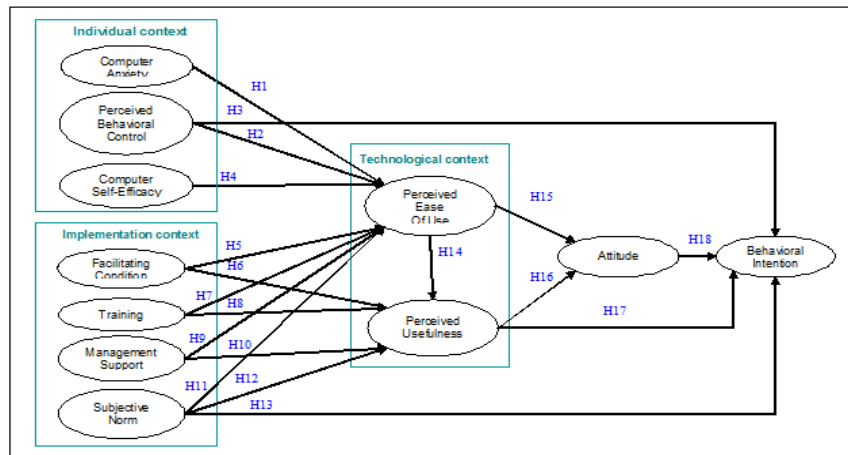 Individual context
Computer
Anxiety
H1
H3
Perceived
Behavioral
Control
H2
Computer
Self-Efficacy
H4
Technological context
Perceived
Ease
Of Use
H15
H14
Attitude
H18
Behavioral
Intention
H16
Perceived
Usefulness
H17
Implementation context
Facilitating
Condition
H5
H6
Training
H7
H8
Management
Support
H9
H10
Subjective
Norm
H11
H12
H13